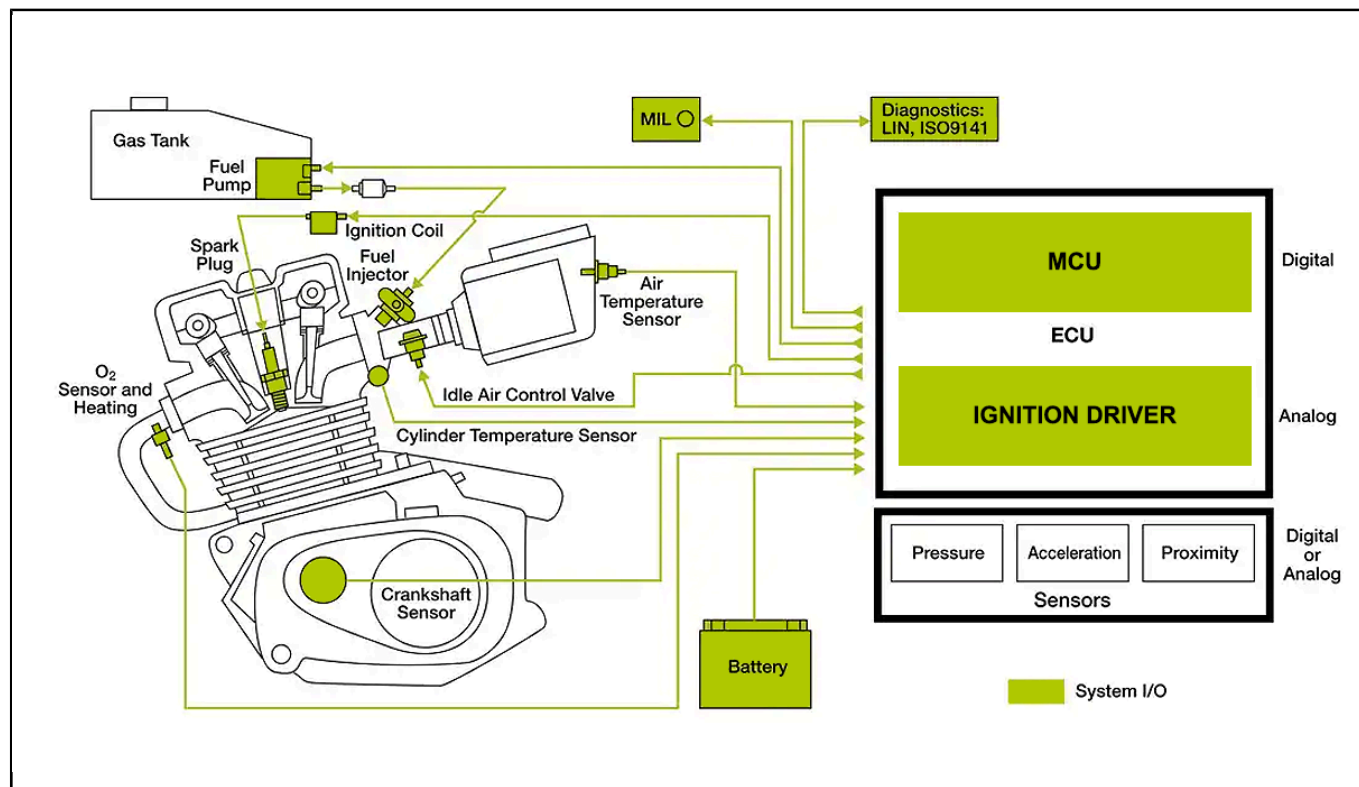 Gas Tank
Fuel
Pump
MIL
Diagnostics:
LIN, ISO9141
Ignition Coil
Spark
Plug
Fuel
Injector
Air
Temperature
Sensor
MCU
Digital
ECU
O₂
Sensor and
Heating
Idle Air Control Valve
IGNITION DRIVER
Analog
Cylinder Temperature Sensor
Pressure
Acceleration
Proximity
Sensors
Digital
or
Analog
Crankshaft
Sensor
Battery
System I/O